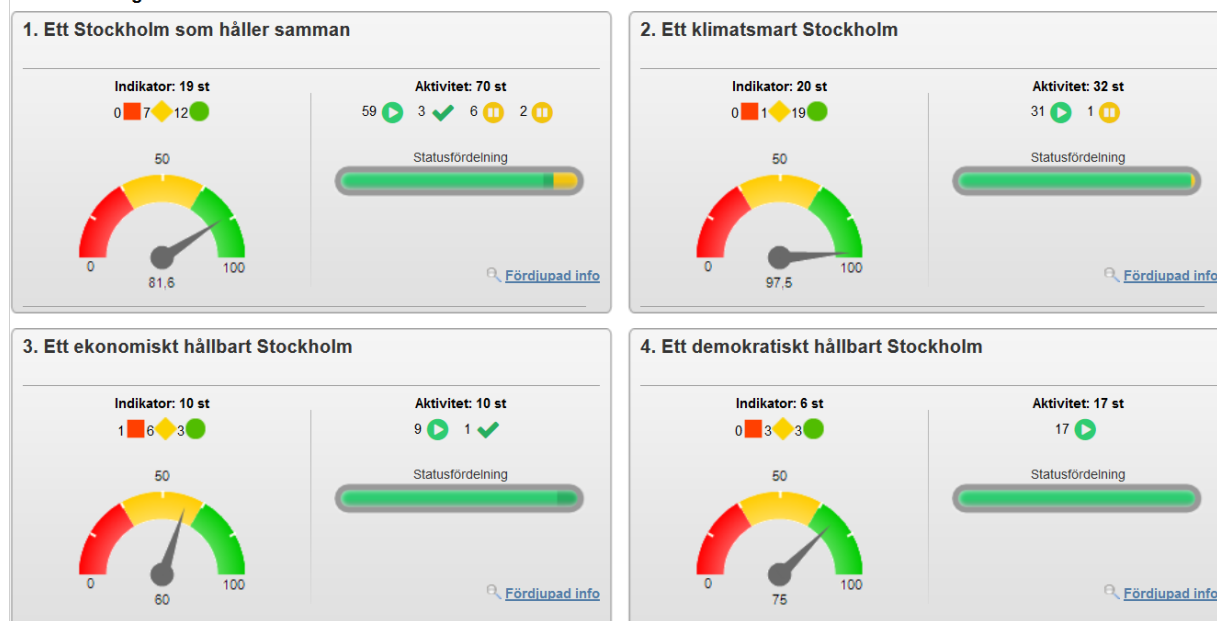 1. Ett Stockholm som håller samman
Indikator: 19 st
0 7 12
Aktivitet: 70 st
59 3 6 2
50
Statusfördelning
0 100
81,6
Fördjupad info
2. Ett klimatsmart Stockholm
Indikator: 20 st
0 1 19
Aktivitet: 32 st
31 1
50
Statusfördelning
0 100
97,5
Fördjupad info
3. Ett ekonomiskt hållbart Stockholm
Indikator: 10 st
1 6 3
Aktivitet: 10 st
9 1
50
Statusfördelning
0 100
60
Fördjupad info
4. Ett demokratiskt hållbart Stockholm
Indikator: 6 st
0 3 3
Aktivitet: 17 st
17
50
Statusfördelning
0 100
75
Fördjupad info